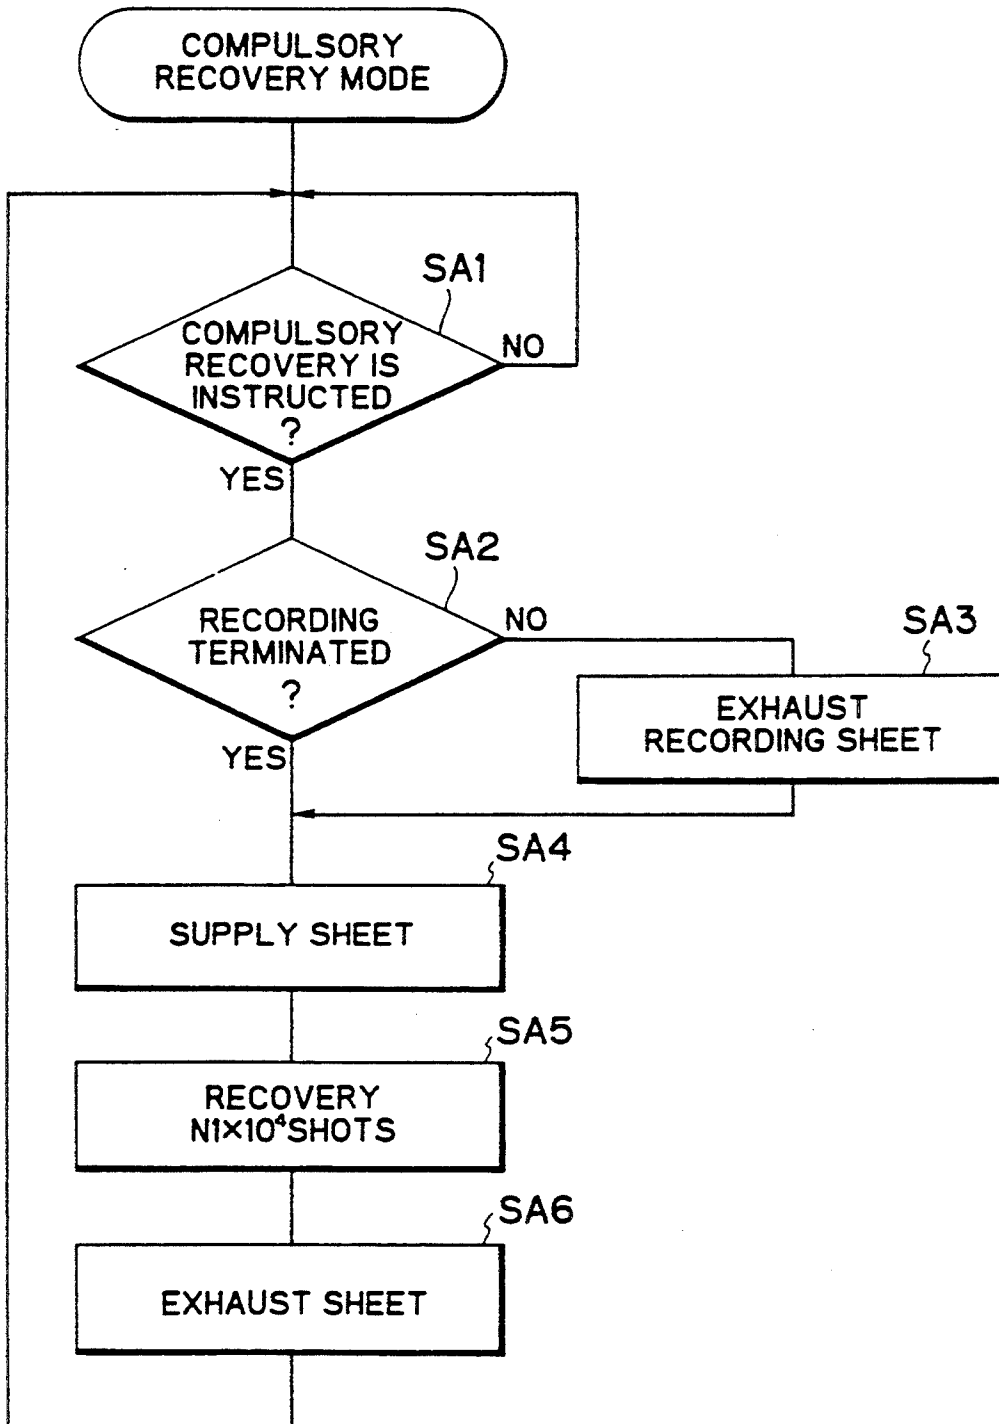 COMPULSORY
RECOVERY MODE
SA1
COMPULSORY
RECOVERY IS
INSTRUCTED
?
NO
YES
SA2
RECORDING
TERMINATED
?
NO
YES
SA3
EXHAUST
RECORDING SHEET
SA4
SUPPLY SHEET
SA5
RECOVERY
N1×10⁴SHOTS
SA6
EXHAUST SHEET